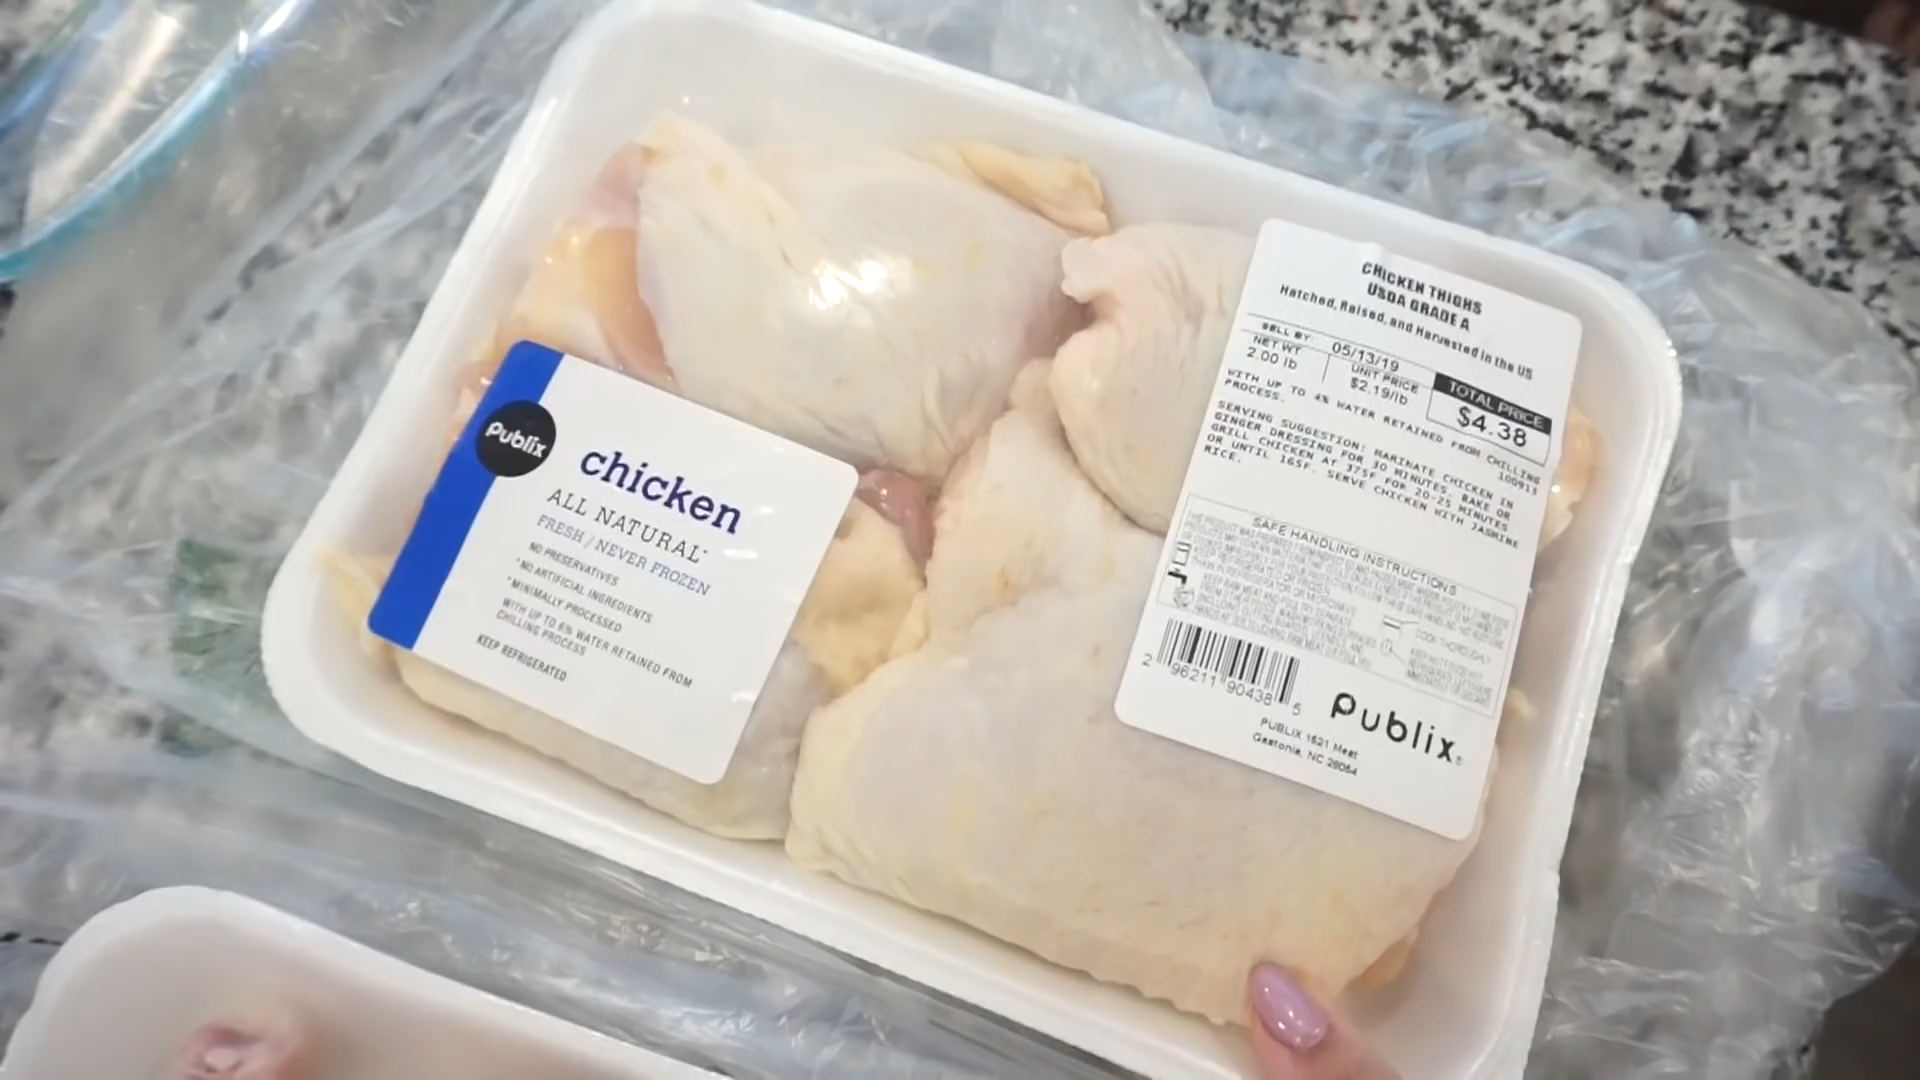 Publix
chicken
ALL NATURAL*
FRESH / NEVER FROZEN
NO PRESERVATIVES
*NO ARTIFICIAL INGREDIENTS
*MINIMALLY PROCESSED
WITH UP TO 6% WATER RETAINED FROM
CHILLING PROCESS
KEEP REFRIGERATED
CHICKEN THIGHS
USDA GRADE A
Hatched, Raised, and Harvested in the US
SELL BY: 05/13/19
NET WT
2.00 lb
UNIT PRICE
$2.19/lb
TOTAL PRICE
$4.38
WITH UP TO 4% WATER RETAINED FROM CHILLING
PROCESS.
100913
SERVING SUGGESTION: MARINATE CHICKEN IN
GINGER DRESSING FOR 30 MINUTES. BAKE OR
GRILL CHICKEN AT 375F FOR 20-25 MINUTES
OR UNTIL 165F. SERVE CHICKEN WITH JASMINE
RICE.
SAFE HANDLING INSTRUCTIONS
COOK THOROUGHLY
2 96211 90438 5
Publix
PUBLIX 1621 Meat
Gastonia, NC 28054